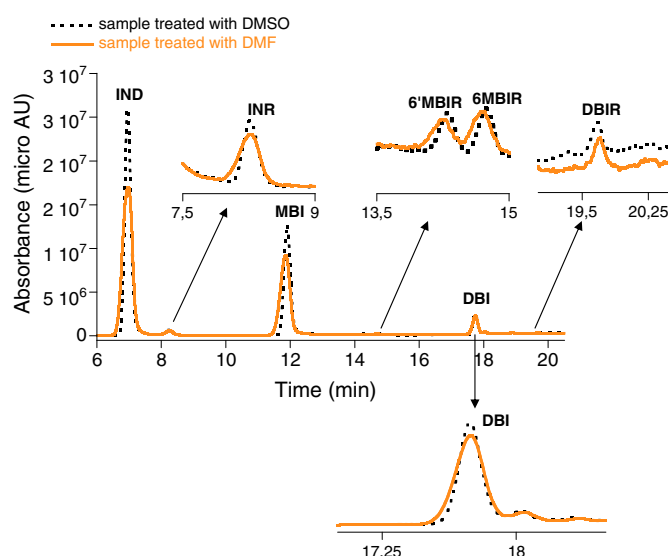 sample treated with DMSO
sample treated with DMF
Absorbance (micro AU)
3 10⁷
3 10⁷
2 10⁷
2 10⁷
1 10⁷
5 10⁶
0
6 8 10 12 14 16 18 20
Time (min)
IND
INR
7,5 9
MBI
6'MBIR 6MBIR
13,5 15
DBIR
19,5 20,25
DBI
DBI
17,25 18